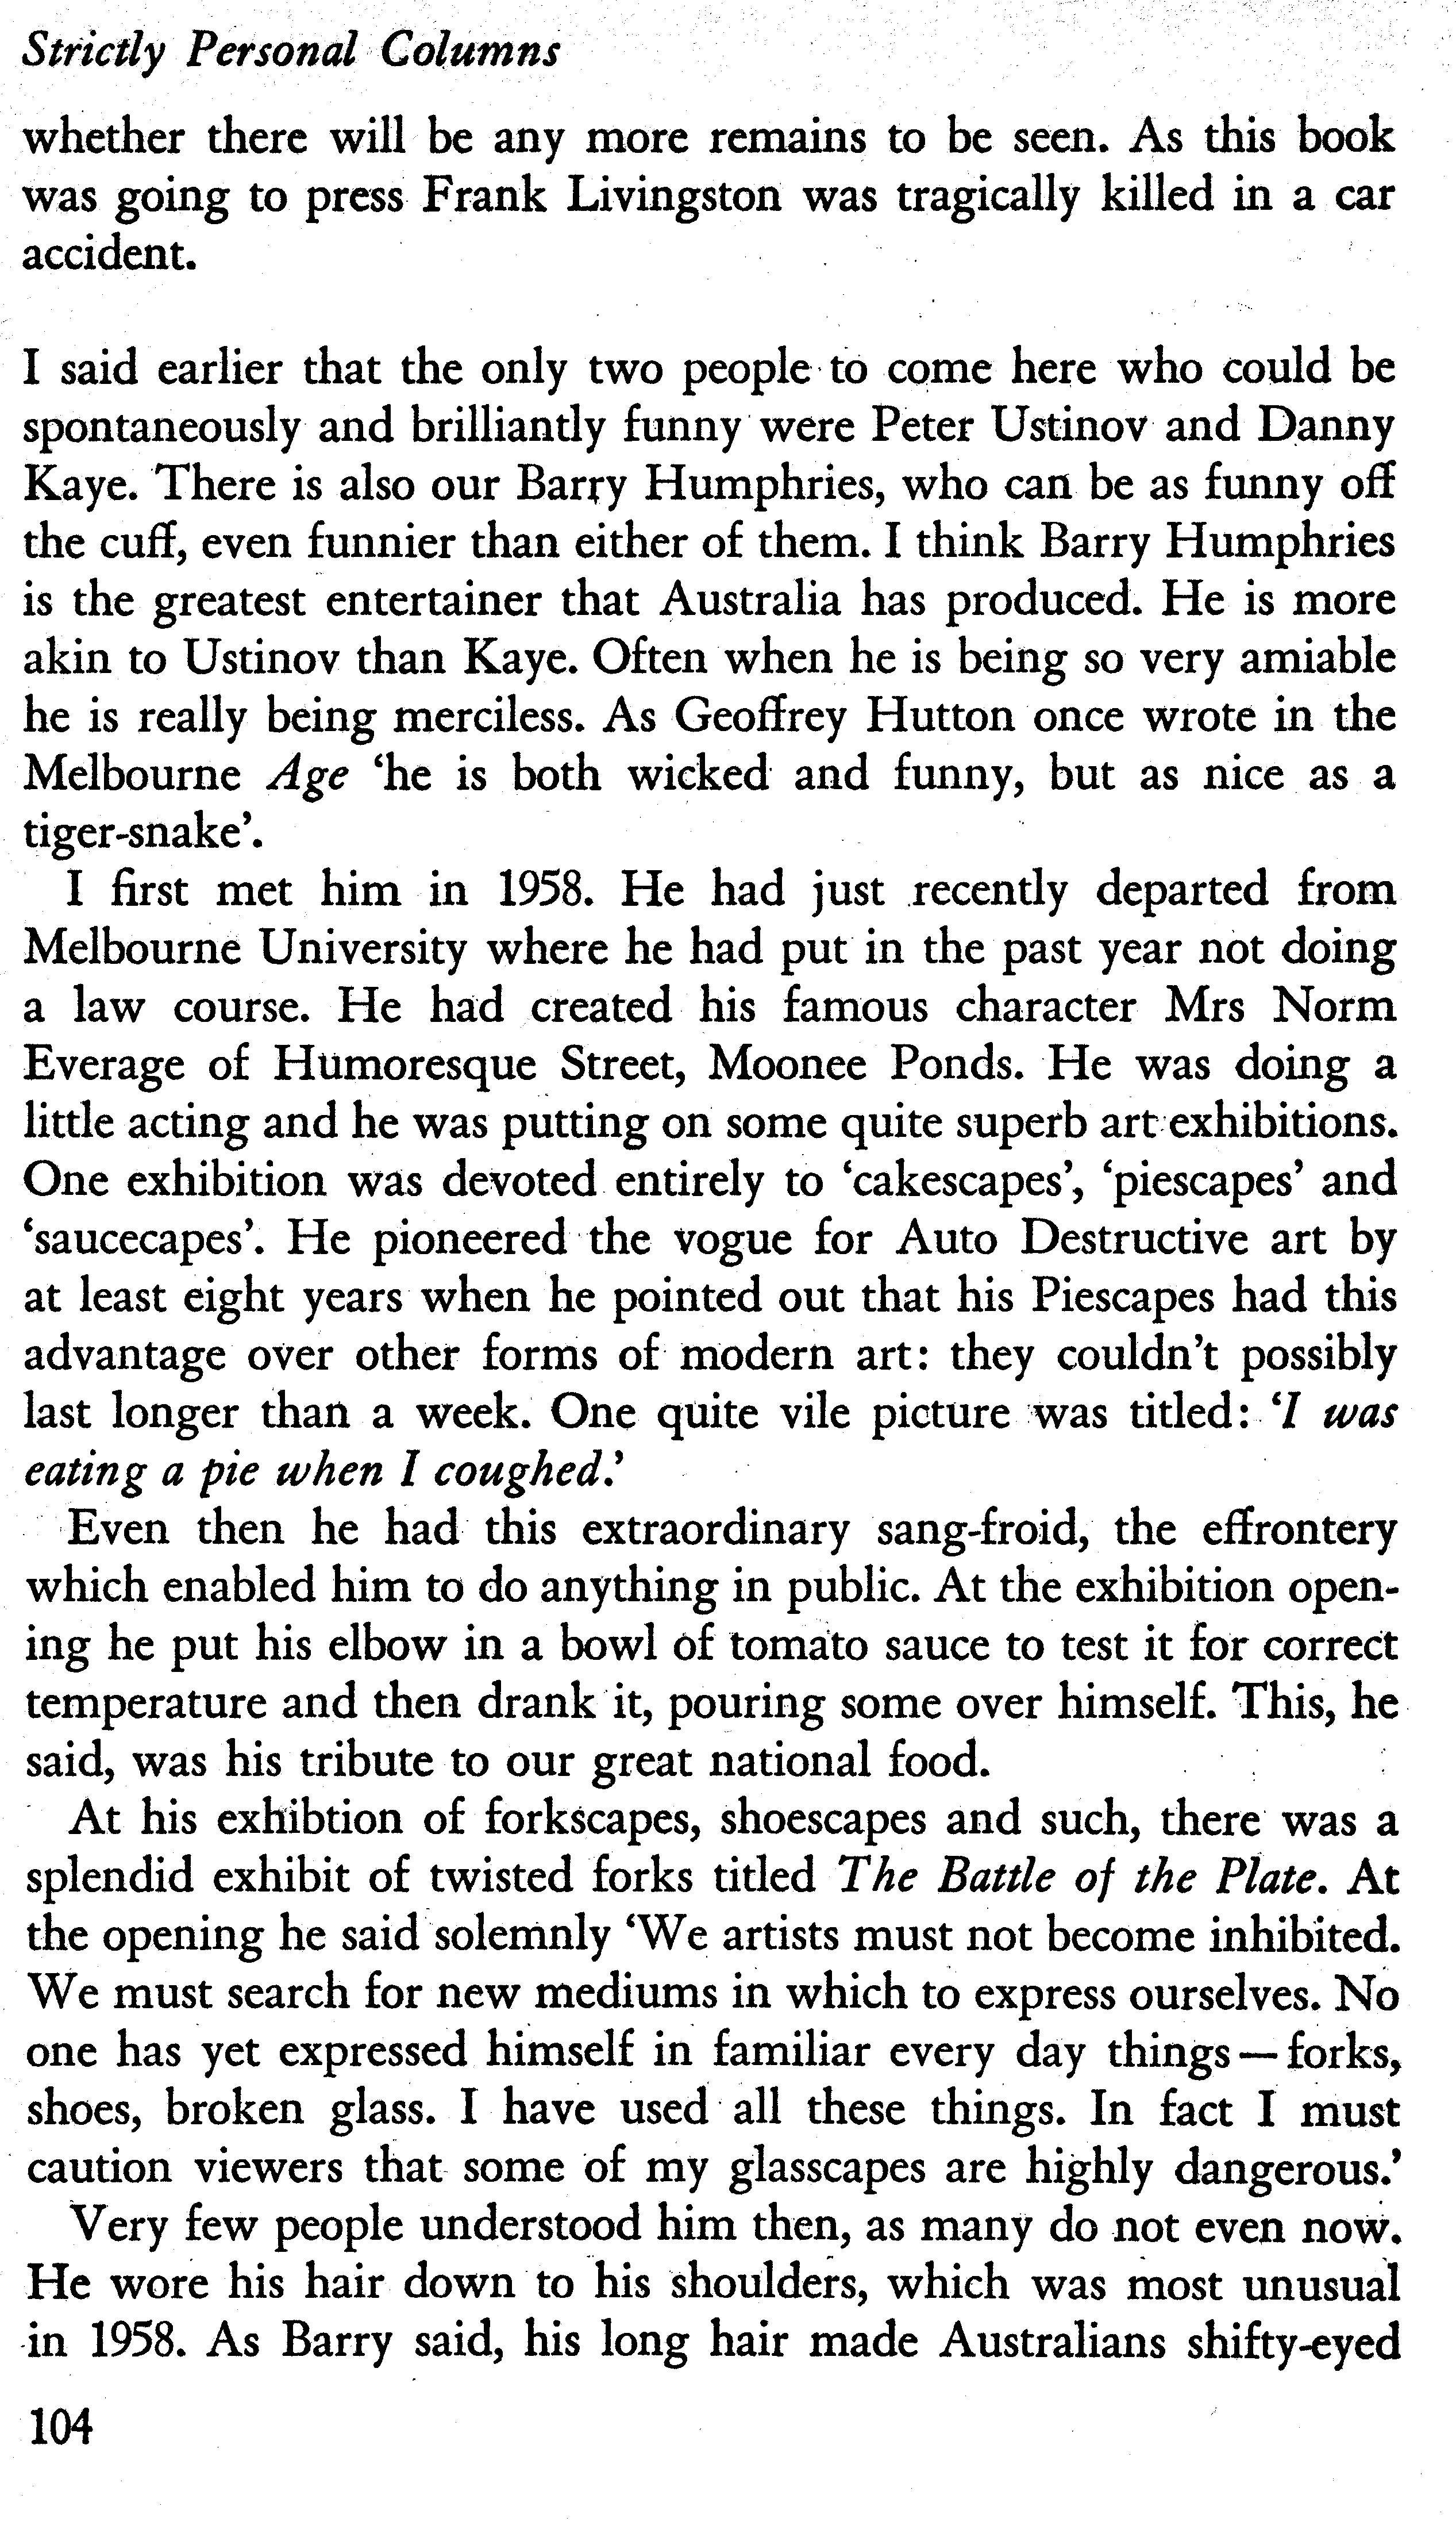 Strictly Personal Columns
whether there will be any more remains to be seen. As this book
was going to press Frank Livingston was tragically killed in a car
accident.
I said earlier that the only two people to come here who could be
spontaneously and brilliantly funny were Peter Ustinov and Danny
Kaye. There is also our Barry Humphries, who can be as funny off
the cuff, even funnier than either of them. I think Barry Humphries
is the greatest entertainer that Australia has produced. He is more
akin to Ustinov than Kaye. Often when he is being so very amiable
he is really being merciless. As Geoffrey Hutton once wrote in the
Melbourne Age ‘he is both wicked and funny, but as nice as a
tiger-snake’.
I first met him in 1958. He had just recently departed from
Melbourne University where he had put in the past year not doing
a law course. He had created his famous character Mrs Norm
Everage of Humoresque Street, Moonee Ponds. He was doing a
little acting and he was putting on some quite superb art exhibitions.
One exhibition was devoted entirely to ‘cakescapes’, ‘piescapes’ and
‘saucecapes’. He pioneered the vogue for Auto Destructive art by
at least eight years when he pointed out that his Piescapes had this
advantage over other forms of modern art: they couldn’t possibly
last longer than a week. One quite vile picture was titled: ‘I was
eating a pie when I coughed.’
Even then he had this extraordinary sang-froid, the effrontery
which enabled him to do anything in public. At the exhibition open-
ing he put his elbow in a bowl of tomato sauce to test it for correct
temperature and then drank it, pouring some over himself. This, he
said, was his tribute to our great national food.
At his exhibtion of forkscapes, shoescapes and such, there was a
splendid exhibit of twisted forks titled The Battle of the Plate. At
the opening he said solemnly ‘We artists must not become inhibited.
We must search for new mediums in which to express ourselves. No
one has yet expressed himself in familiar every day things — forks,
shoes, broken glass. I have used all these things. In fact I must
caution viewers that some of my glasscapes are highly dangerous.’
Very few people understood him then, as many do not even now.
He wore his hair down to his shoulders, which was most unusual
in 1958. As Barry said, his long hair made Australians shifty-eyed
104